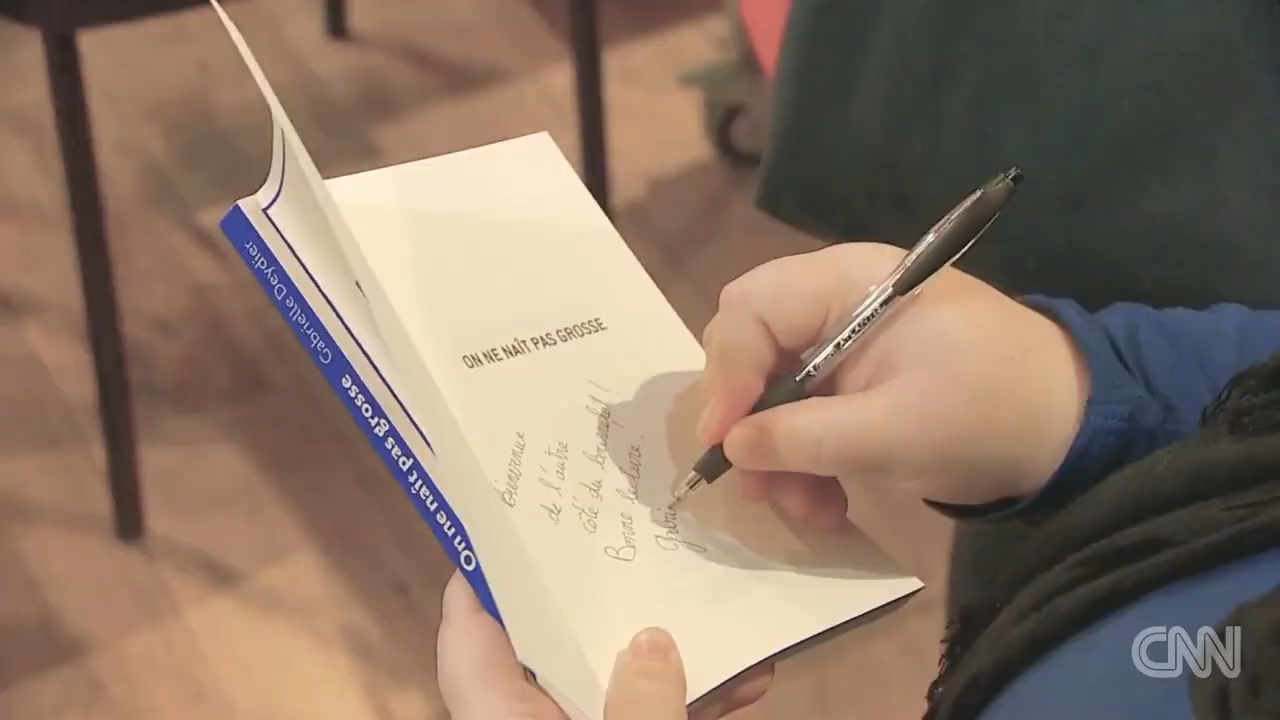 Gabrielle Deydier
On ne naît pas grosse
ON NE NAÎT PAS GROSSE
Bienvenue
de l'autre
côté du
Bonne lecture!
Gabri
CNN